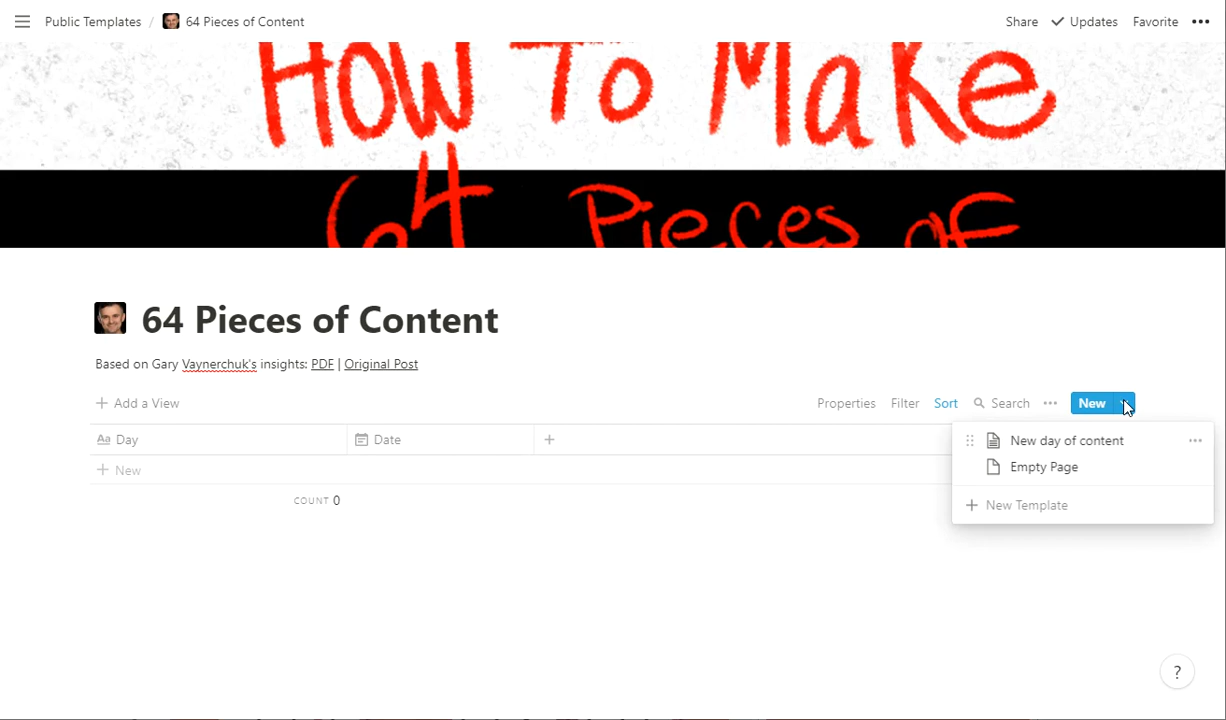 Public Templates / 64 Pieces of Content
Share Updates Favorite
HOW TO MaKe
64 Pieces of
64 Pieces of Content
Based on Gary Vaynerchuk's insights: PDF | Original Post
Add a View
Properties Filter Sort Search New
Aa Day Date
New day of content
Empty Page
New
COUNT 0
New Template
?